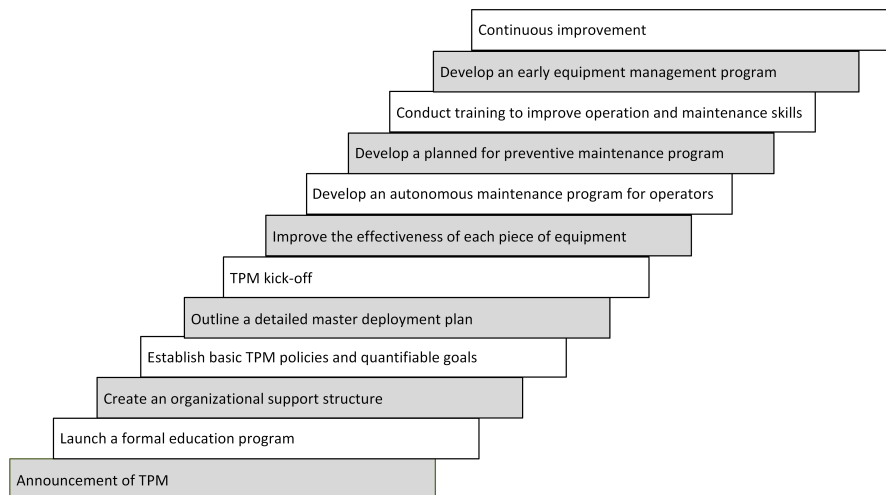 Continuous improvement
Develop an early equipment management program
Conduct training to improve operation and maintenance skills
Develop a planned for preventive maintenance program
Develop an autonomous maintenance program for operators
Improve the effectiveness of each piece of equipment
TPM kick-off
Outline a detailed master deployment plan
Establish basic TPM policies and quantifiable goals
Create an organizational support structure
Launch a formal education program
Announcement of TPM